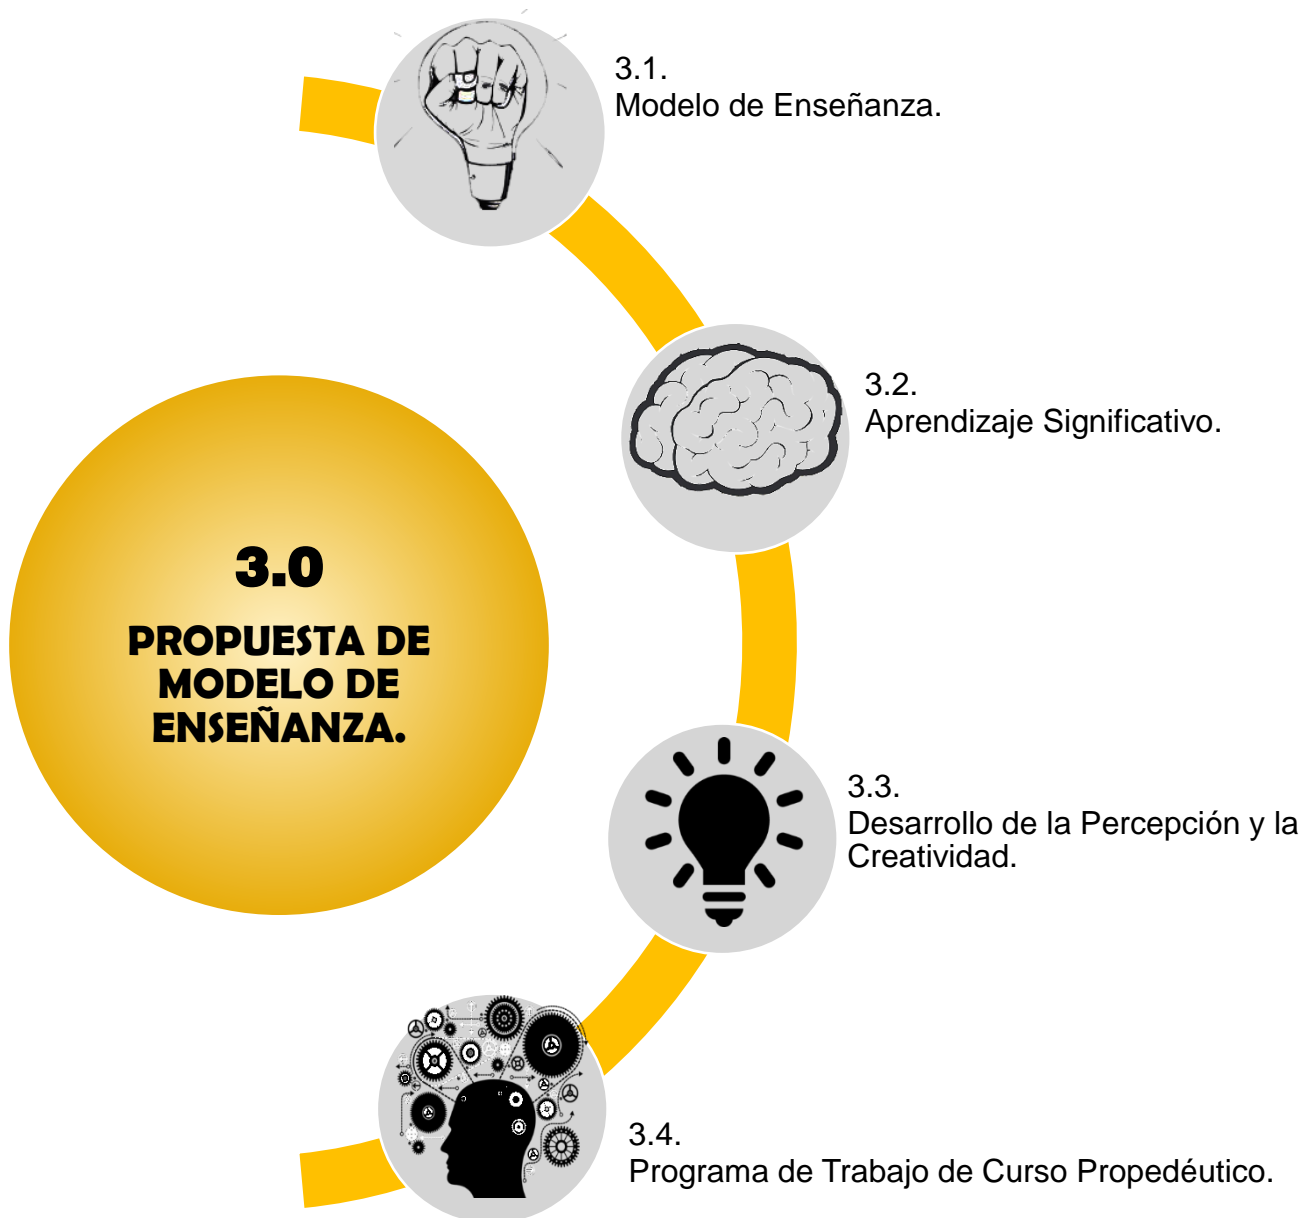 3.0
PROPUESTA DE
MODELO DE
ENSEÑANZA.
3.1.
Modelo de Enseñanza.
3.2.
Aprendizaje Significativo.
3.3.
Desarrollo de la Percepción y la
Creatividad.
3.4.
Programa de Trabajo de Curso Propedéutico.